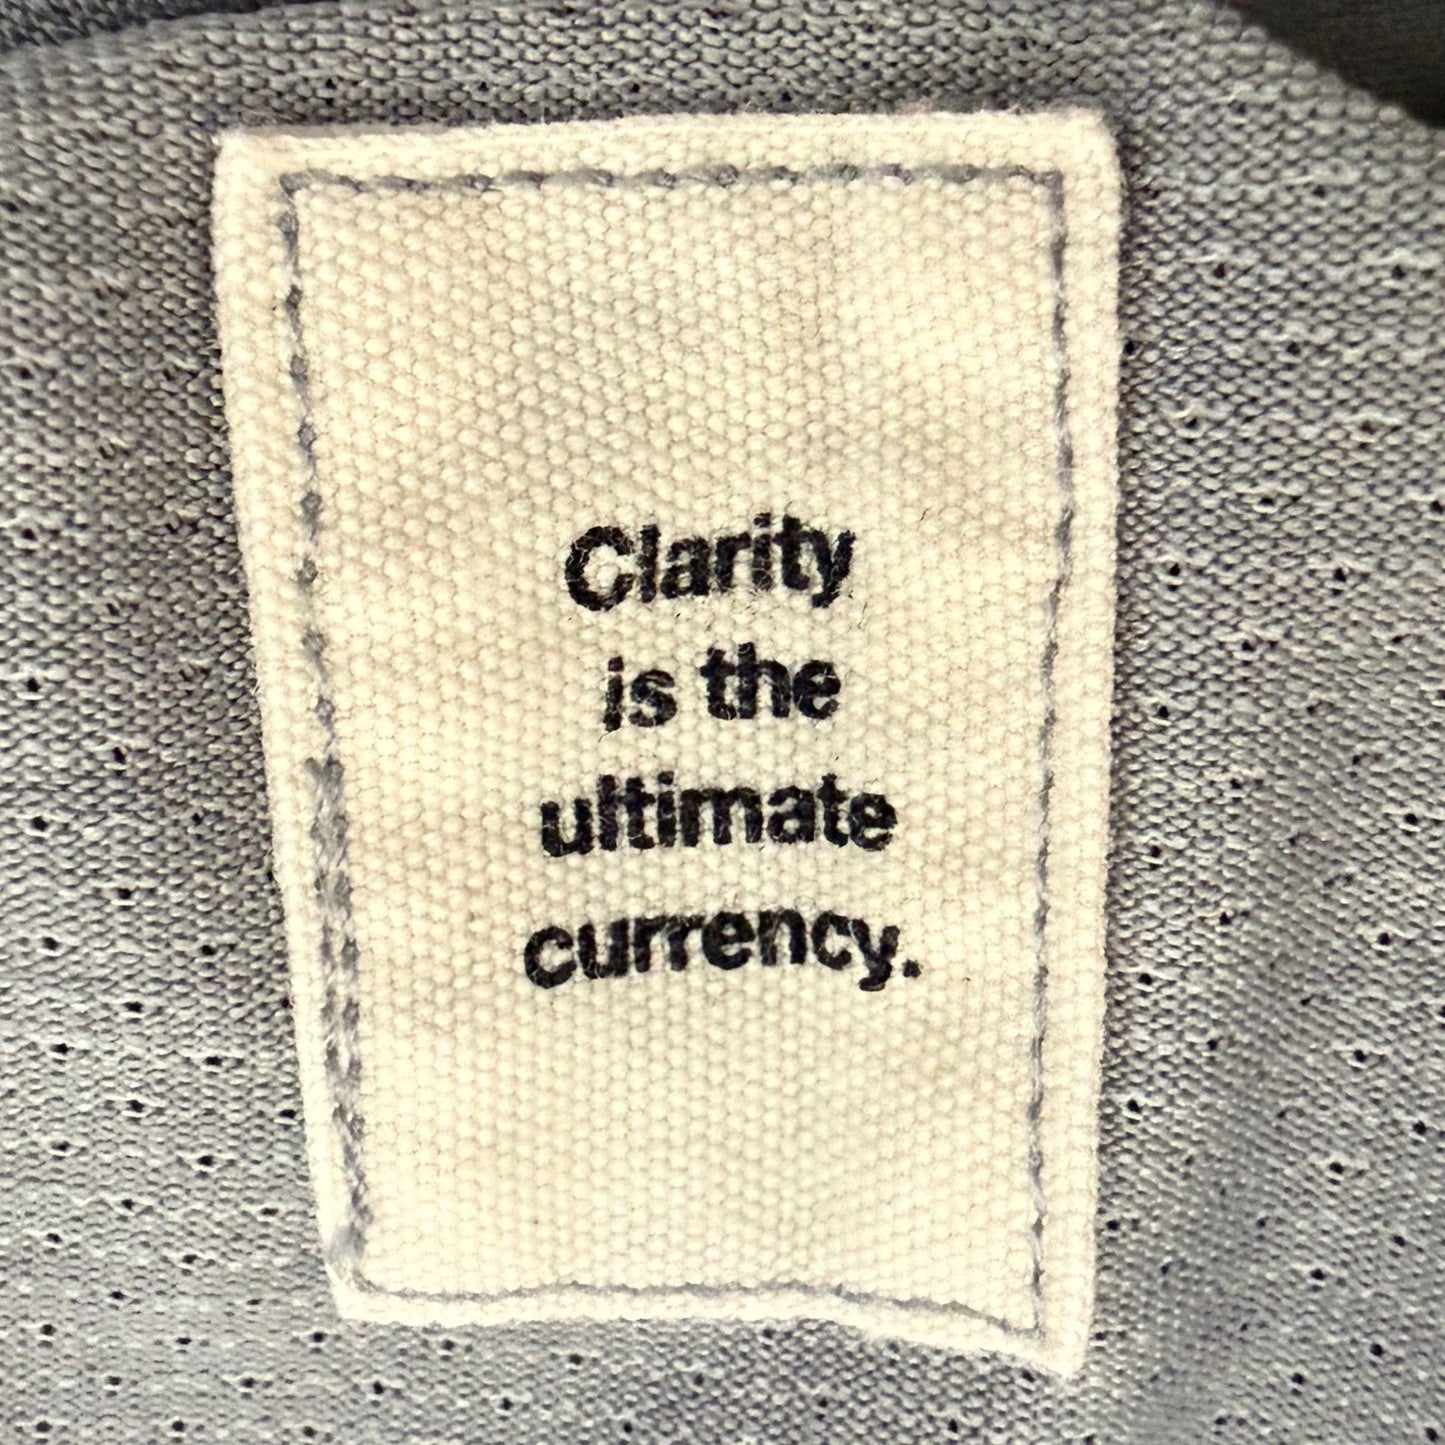 Clarity
is the
ultimate
currency.